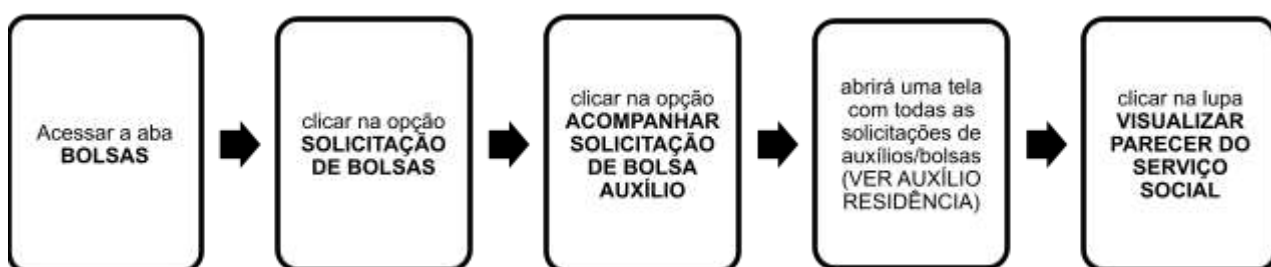 Acessar a aba
BOLSAS
clicar na opção
SOLICITAÇÃO
DE BOLSAS
clicar na opção
ACOMPANHAR
SOLICITAÇÃO
DE BOLSA
AUXÍLIO
abrirá uma tela
com todas as
solicitações de
auxílios/bolsas
(VER AUXÍLIO
RESIDÊNCIA)
clicar na lupa
VISUALIZAR
PARECER DO
SERVIÇO
SOCIAL